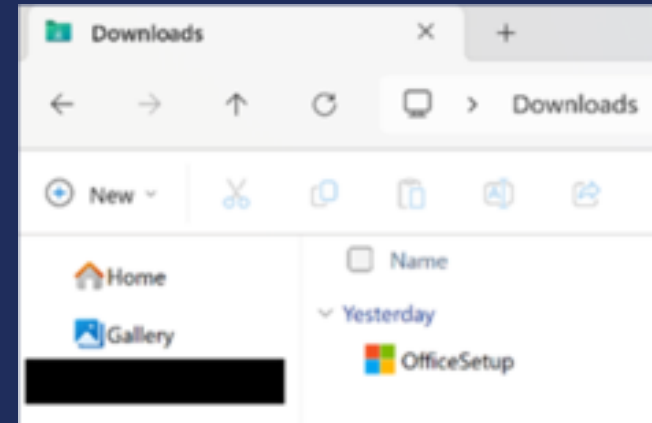 Downloads
Downloads
New
Name
Home
Yesterday
Gallery
OfficeSetup